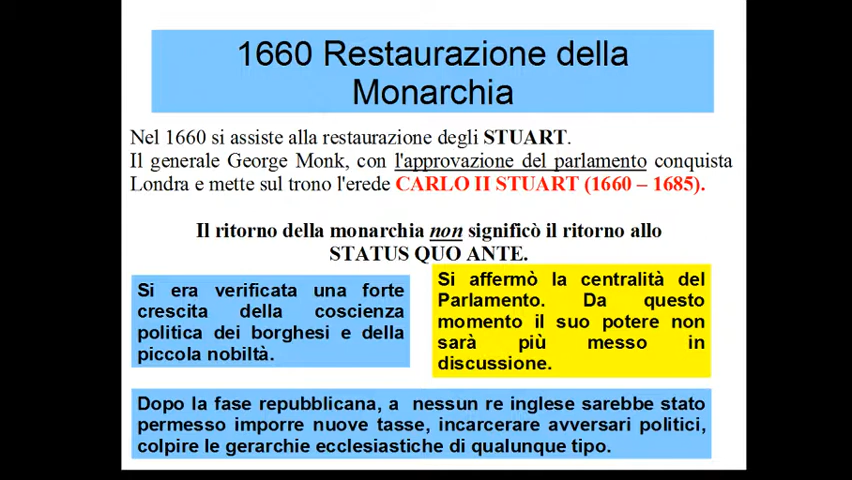 1660 Restaurazione della
Monarchia
Nel 1660 si assiste alla restaurazione degli STUART.
Il generale George Monk, con l'approvazione del parlamento conquista
Londra e mette sul trono l'erede CARLO II STUART (1660 – 1685).
Il ritorno della monarchia non significò il ritorno allo
STATUS QUO ANTE.
Si era verificata una forte
crescita della coscienza
politica dei borghesi e della
piccola nobiltà.
Si affermò la centralità del
Parlamento. Da questo
momento il suo potere non
sarà più messo in
discussione.
Dopo la fase repubblicana, a nessun re inglese sarebbe stato
permesso imporre nuove tasse, incarcerare avversari politici,
colpire le gerarchie ecclesiastiche di qualunque tipo.